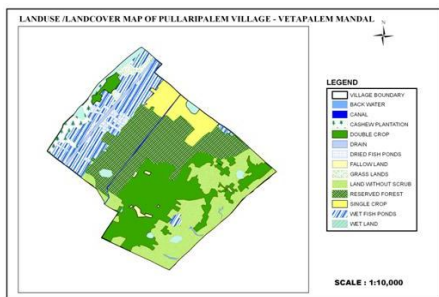 LANDUSE /LANDCOVER MAP OF PULLARIPALEM VILLAGE - VETAPALEM MANDAL
N
LEGEND
VILLAGE BOUNDARY
BACK WATER
CANAL
CASHEW PLANTATION
DOUBLE CROP
DRAIN
DRIED FISH PONDS
FALLOW LAND
GRASS LANDS
LAND WITHOUT SCRUB
RESERVED FOREST
SINGLE CROP
WET FISH PONDS
WET LAND
SCALE : 1:10,000